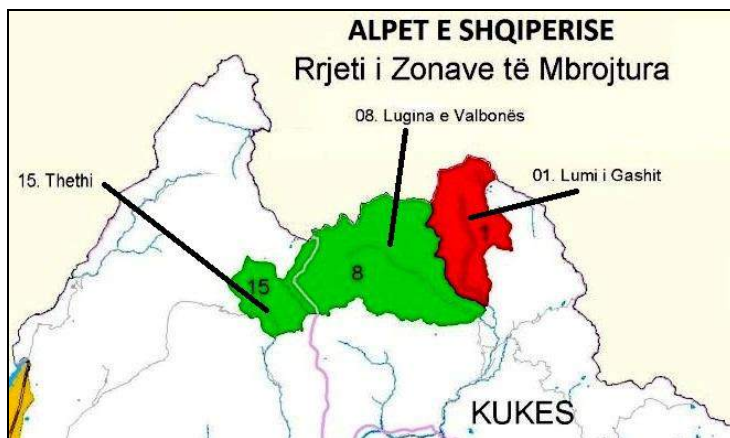 ALPET E SHQIPERISE
Rrjeti i Zonave të Mbrojtura
08. Lugina e Valbonës
15. Thethi
01. Lumi i Gashit
1
15
8
KUKES